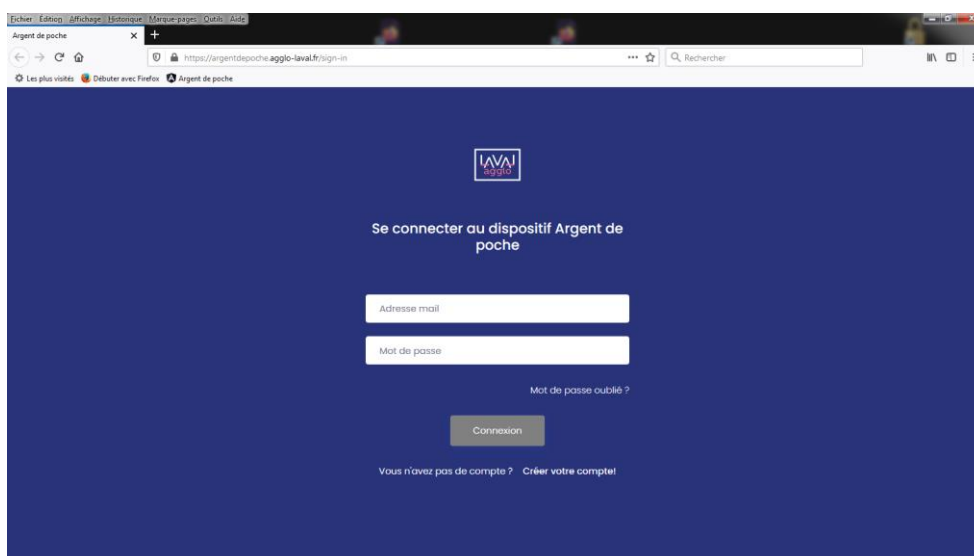 Fichier Édition Affichage Historique Marque-pages Outils Aide
Argent de poche
https://argentdepoche.agglo-laval.fr/sign-in
Rechercher
Les plus visités Débuter avec Firefox Argent de poche
LAVAL
agglo
Se connecter au dispositif Argent de
poche
Adresse mail
Mot de passe
Mot de passe oublié ?
Connexion
Vous n'avez pas de compte ? Créer votre compte!